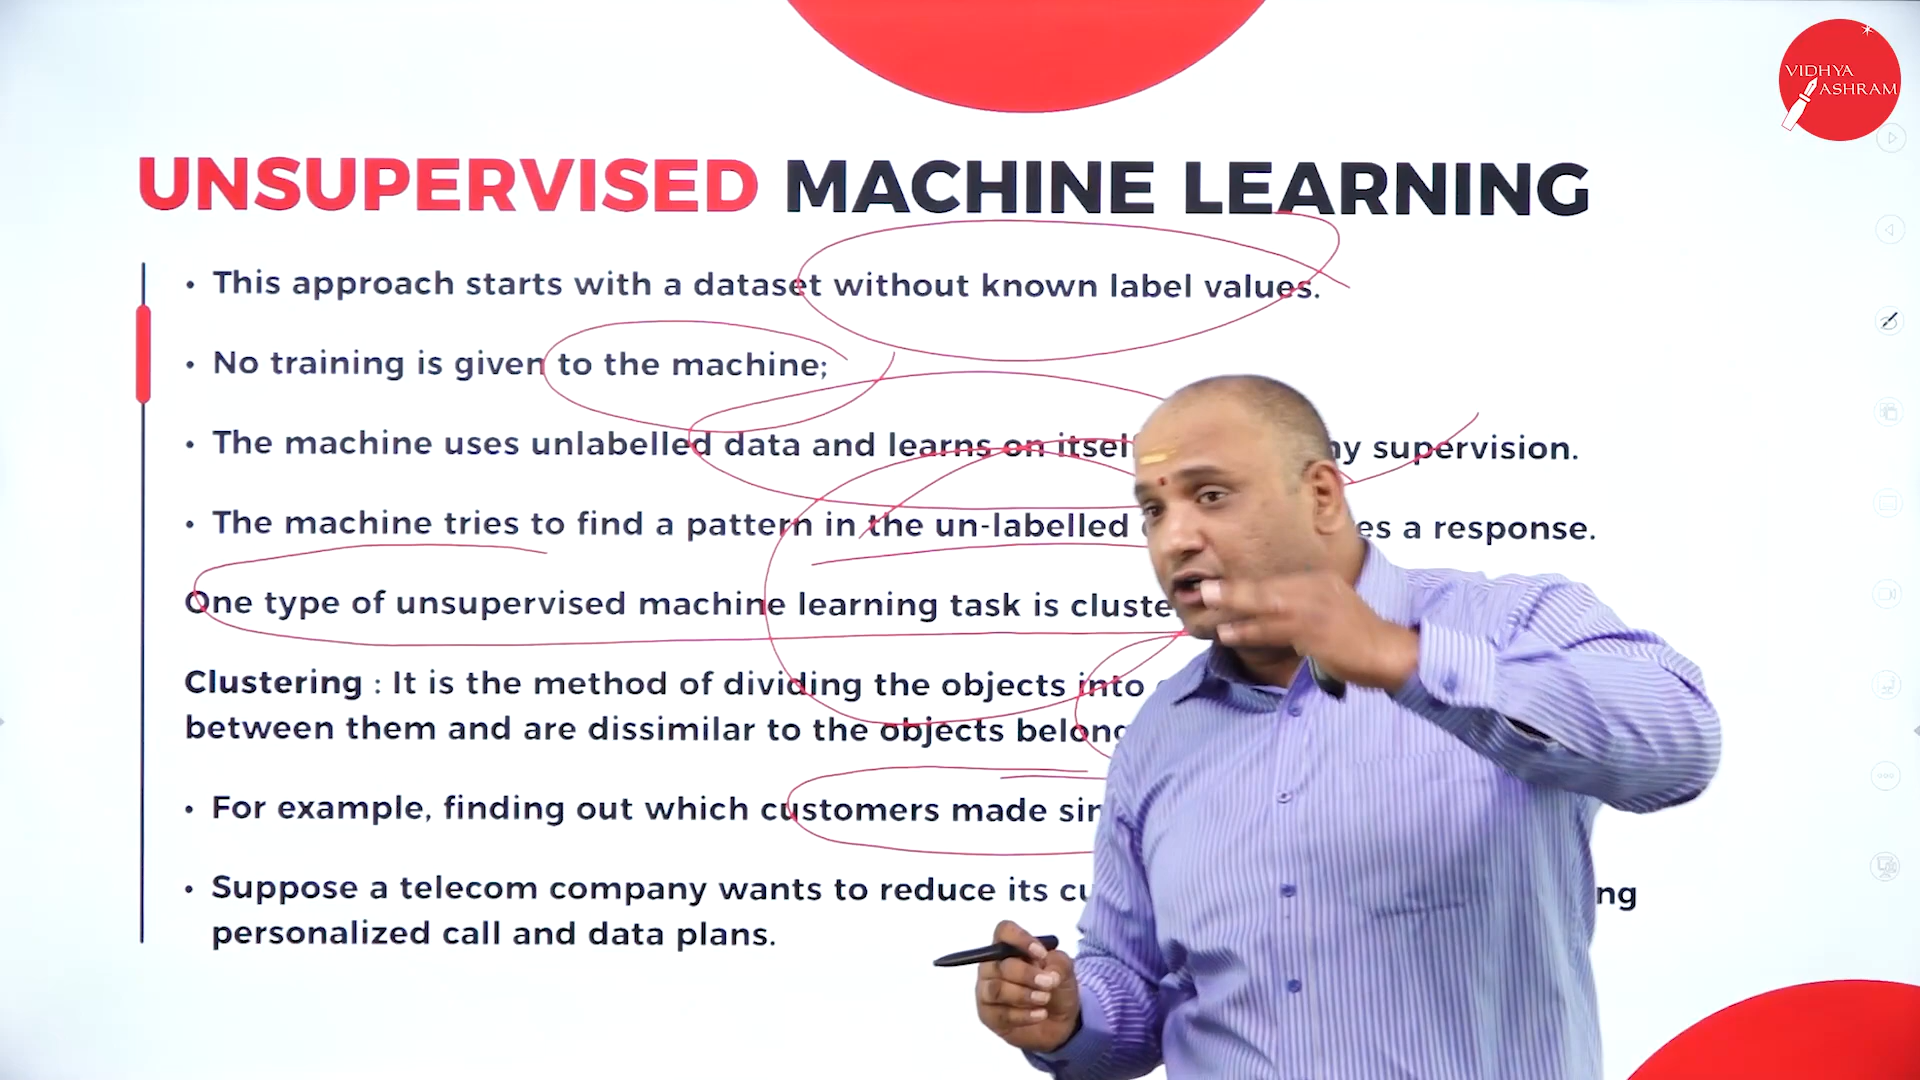 VIDHYA
ASHRAM
UNSUPERVISED MACHINE LEARNING
• This approach starts with a dataset without known label values.
• No training is given to the machine;
• The machine uses unlabelled data and learns on itself supervision.
• The machine tries to find a pattern in the un-labelled a response.
One type of unsupervised machine learning task is
Clustering : It is the method of dividing the objects into
between them and are dissimilar to the objects
• For example, finding out which customers made
• Suppose a telecom company wants to reduce its
personalized call and data plans.